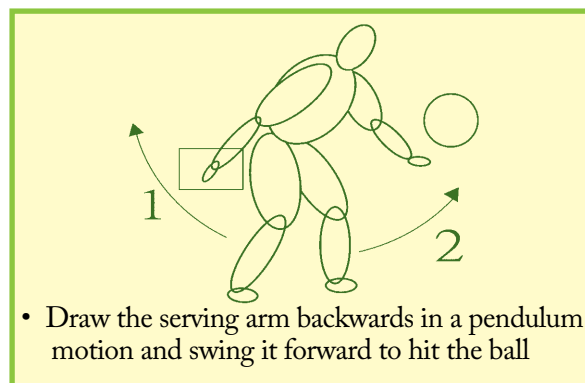 1
2
• Draw the serving arm backwards in a pendulum
motion and swing it forward to hit the ball